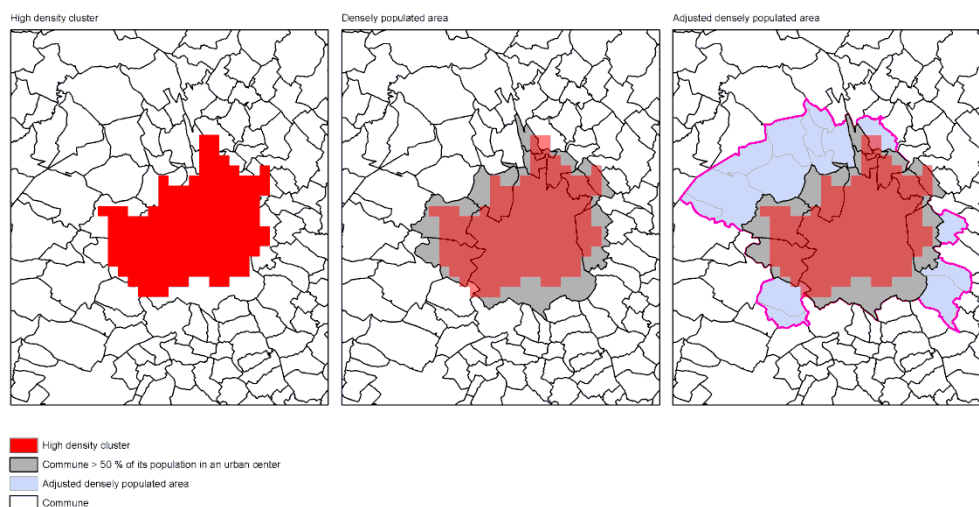 High density cluster
Densely populated area
Adjusted densely populated area
High density cluster
Commune > 50 % of its population in an urban center
Adjusted densely populated area
Commune